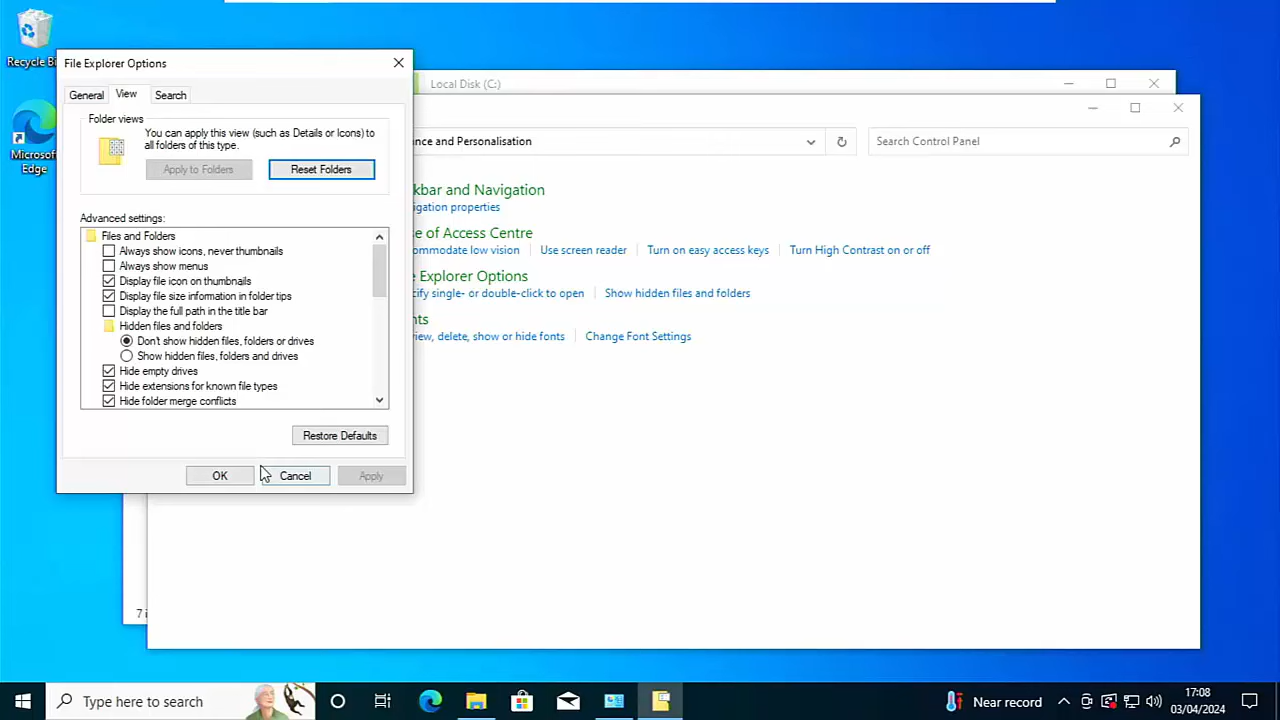 Recycle Bi
Microsof
Edge
File Explorer Options
General
View
Search
Folder views
You can apply this view (such as Details or Icons) to
all folders of this type.
Apply to Folders
Reset Folders
Advanced settings:
Files and Folders
Always show icons, never thumbnails
Always show menus
Display file icon on thumbnails
Display file size information in folder tips
Display the full path in the title bar
Hidden files and folders
Don't show hidden files, folders or drives
Show hidden files, folders and drives
Hide empty drives
Hide extensions for known file types
Hide folder merge conflicts
Restore Defaults
OK
Cancel
Apply
Local Disk (C:)
nce and Personalisation
Search Control Panel
kbar and Navigation
igation properties
e of Access Centre
ommodate low vision
Use screen reader
Turn on easy access keys
Turn High Contrast on or off
Explorer Options
cify single- or double-click to open
Show hidden files and folders
nts
iew, delete, show or hide fonts
Change Font Settings
7 i
Type here to search
Near record
17:08
03/04/2024